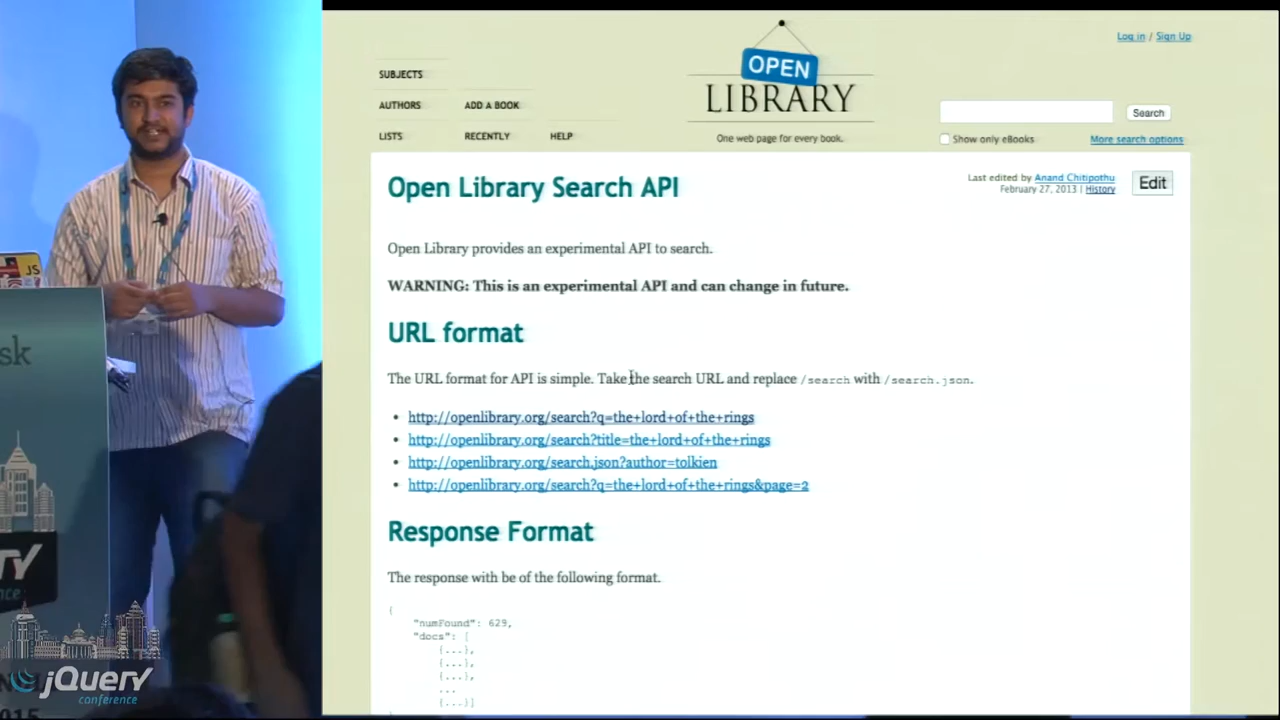 Log in / Sign Up
OPEN
LIBRARY
One web page for every book.
SUBJECTS
AUTHORS
ADD A BOOK
LISTS
RECENTLY
HELP
Search
Show only eBooks
More search options
Open Library Search API
Last edited by Anand Chitipothu
February 27, 2013 | History
Edit
Open Library provides an experimental API to search.
WARNING: This is an experimental API and can change in future.
URL format
The URL format for API is simple. Take the search URL and replace /search with /search.json.
• http://openlibrary.org/search?q=the+lord+of+the+rings
• http://openlibrary.org/search?title=the+lord+of+the+rings
• http://openlibrary.org/search.json?author=tolkien
• http://openlibrary.org/search?q=the+lord+of+the+rings&page=2
Response Format
The response with be of the following format.
{
"numFound": 629,
"docs": [
{...},
{...},
{...},
...
{...}]
JS
sk
jQuery
conference
2015